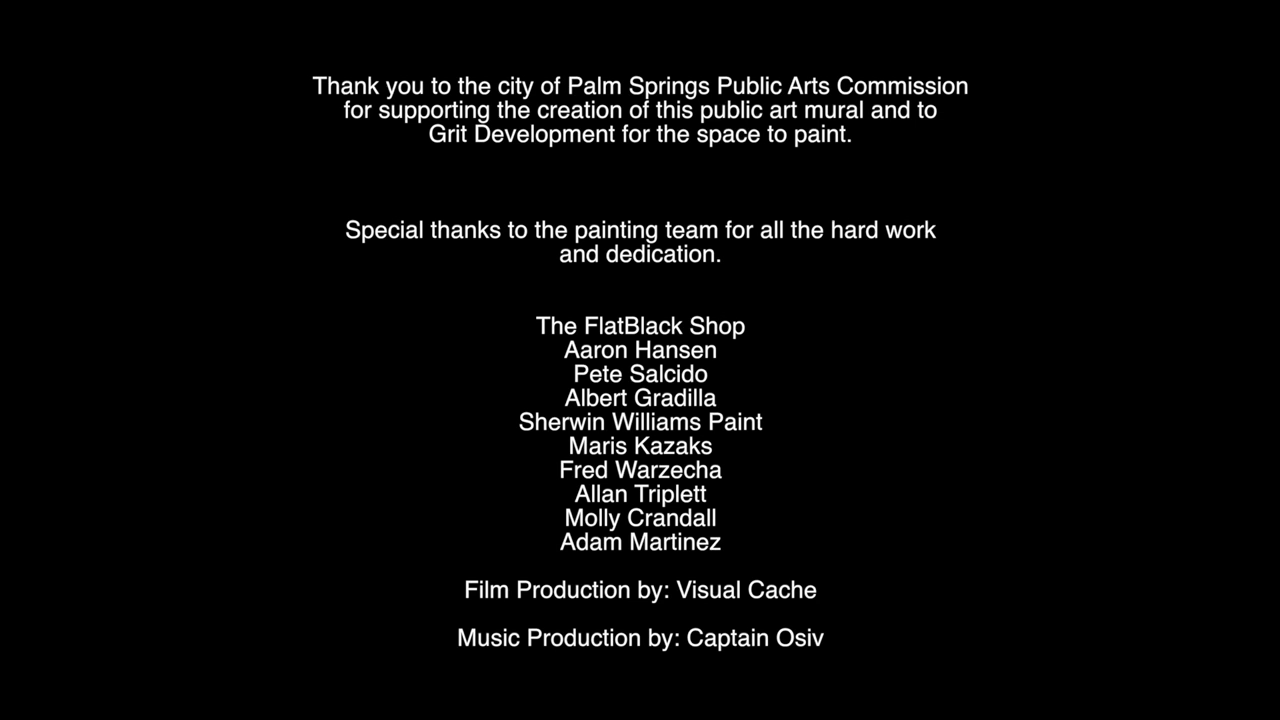 Thank you to the city of Palm Springs Public Arts Commission
for supporting the creation of this public art mural and to
Grit Development for the space to paint.
Special thanks to the painting team for all the hard work
and dedication.
The FlatBlack Shop
Aaron Hansen
Pete Salcido
Albert Gradilla
Sherwin Williams Paint
Maris Kazaks
Fred Warzecha
Allan Triplett
Molly Crandall
Adam Martinez
Film Production by: Visual Cache
Music Production by: Captain Osiv